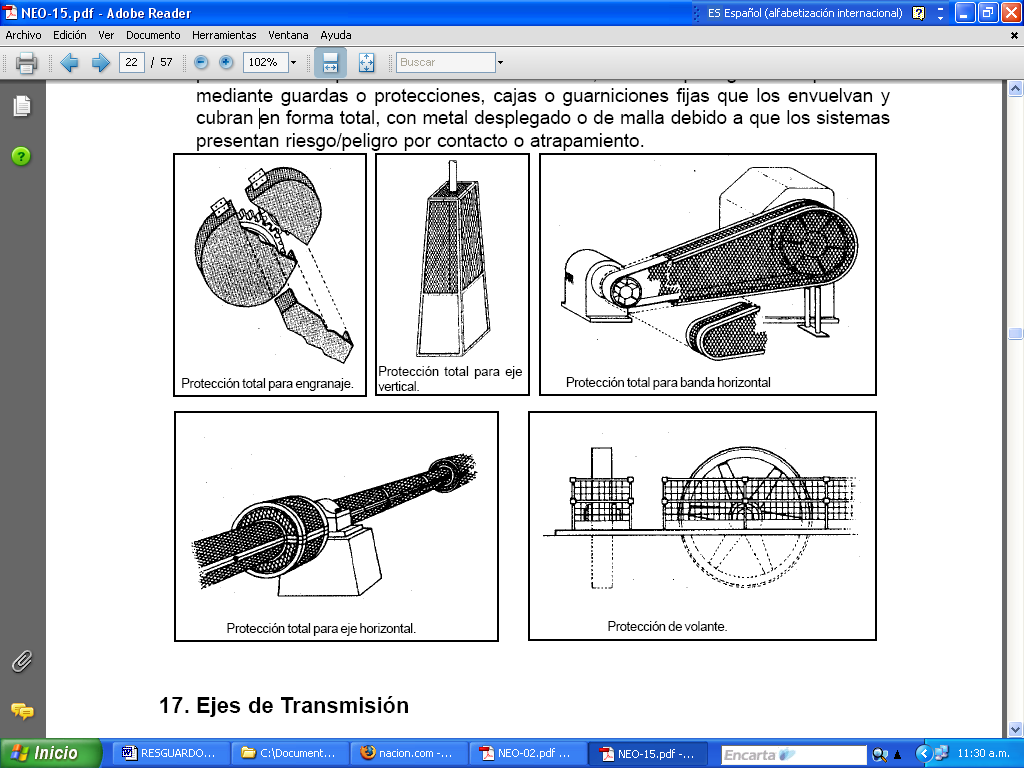 NEO-15.pdf - Adobe Reader
ES Español (alfabetización internacional)
Archivo Edición Ver Documento Herramientas Ventana Ayuda
22 / 57 102% Buscar
mediante guardas o protecciones, cajas o guarniciones fijas que los envuelvan y
cubran en forma total, con metal desplegado o de malla debido a que los sistemas
presentan riesgo/peligro por contacto o atrapamiento.
Protección total para engranaje.
Protección total para eje
vertical.
Protección total para banda horizontal
Protección total para eje horizontal.
Protección de volante.
17. Ejes de Transmisión
Inicio RESGUARDO... C:\Document... nacion.com -... NEO-02.pdf ... NEO-15.pdf -... Encarta 11:30 a.m.